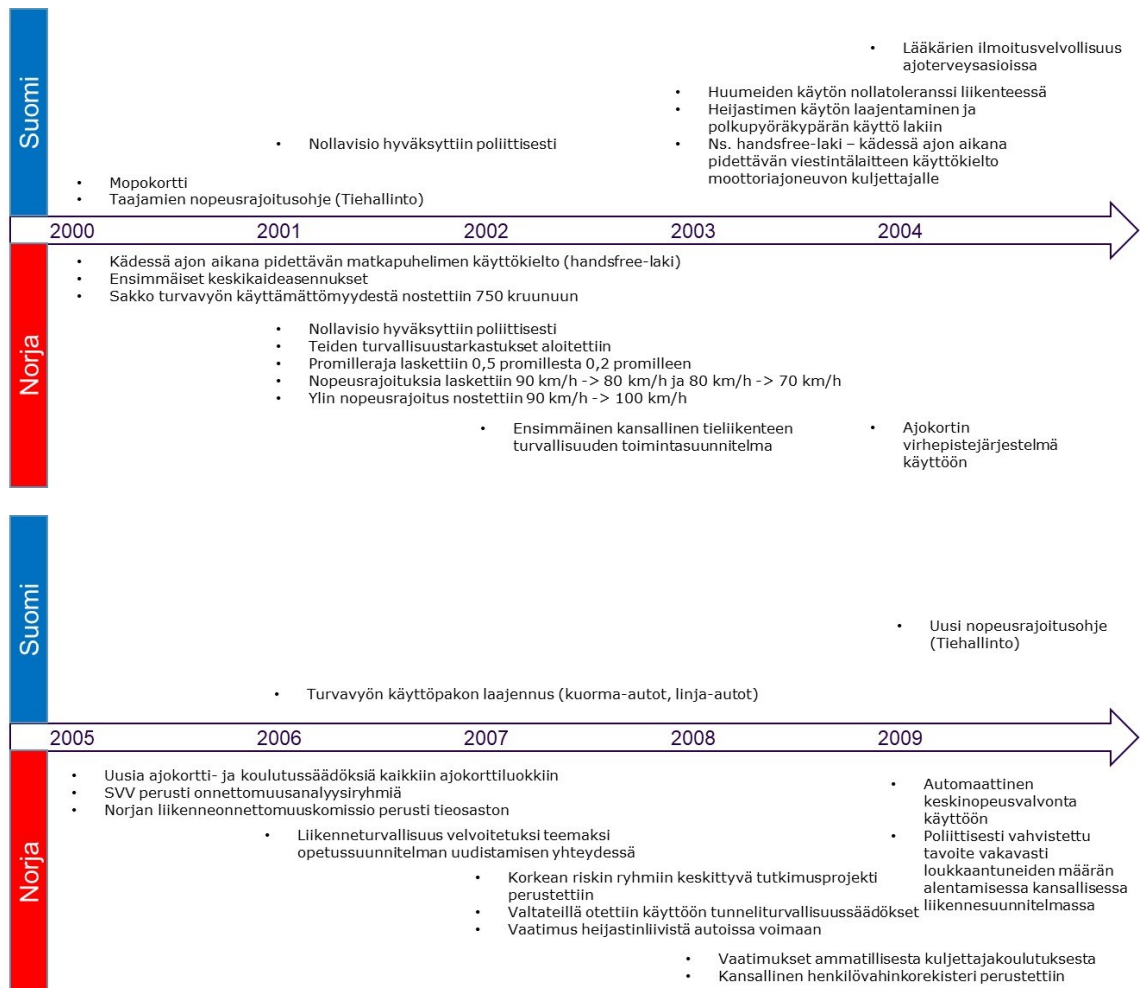 Suomi
• Lääkärien ilmoitusvelvollisuus
ajoterveysasioissa
• Huumeiden käytön nollatoleranssi liikenteessä
• Heijastimen käytön laajentaminen ja
polkupyöräkypärän käyttö lakiin
• Ns. handsfree-laki – kädessä ajon aikana
pidettävän viestintälaitteen käyttökielto
moottoriajoneuvon kuljettajalle
• Nollavisio hyväksyttiin poliittisesti
• Mopokortti
• Taajamien nopeusrajoitusohje (Tiehallinto)
2000 2001 2002 2003 2004
Norja
• Kädessä ajon aikana pidettävän matkapuhelimen käyttökielto (handsfree-laki)
• Ensimmäiset keskikaideasennukset
• Sakko turvavyön käyttämättömyydestä nostettiin 750 kruunuun
• Nollavisio hyväksyttiin poliittisesti
• Teiden turvallisuustarkastukset aloitettiin
• Promilleraja laskettiin 0,5 promillesta 0,2 promilleen
• Nopeusrajoituksia laskettiin 90 km/h -> 80 km/h ja 80 km/h -> 70 km/h
• Ylin nopeusrajoitus nostettiin 90 km/h -> 100 km/h
• Ensimmäinen kansallinen tieliikenteen
turvallisuuden toimintasuunnitelma
• Ajokortin
virhepistejärjestelmä
käyttöön
Suomi
• Uusi nopeusrajoitusohje
(Tiehallinto)
• Turvavyön käyttöpakon laajennus (kuorma-autot, linja-autot)
2005 2006 2007 2008 2009
Norja
• Uusia ajokortti- ja koulutussäädöksiä kaikkiin ajokorttiluokkiin
• SVV perusti onnettomuusanalyysiryhmiä
• Norjan liikenneonnettomuuskomissio perusti tieosaston
• Liikenneturvallisuus velvoitetuksi teemaksi
opetussuunnitelman uudistamisen yhteydessä
• Korkean riskin ryhmiin keskittyvä tutkimusprojekti
perustettiin
• Valtateillä otettiin käyttöön tunneliturvallisuussäädökset
• Vaatimus heijastinliivistä autoissa voimaan
• Automaattinen
keskinopeusvalvonta
käyttöön
• Poliittisesti vahvistettu
tavoite vakavasti
loukkaantuneiden määrän
alentamisessa kansallisessa
liikennesuunnitelmassa
• Vaatimukset ammatillisesta kuljettajakoulutuksesta
• Kansallinen henkilövahinkorekisteri perustettiin